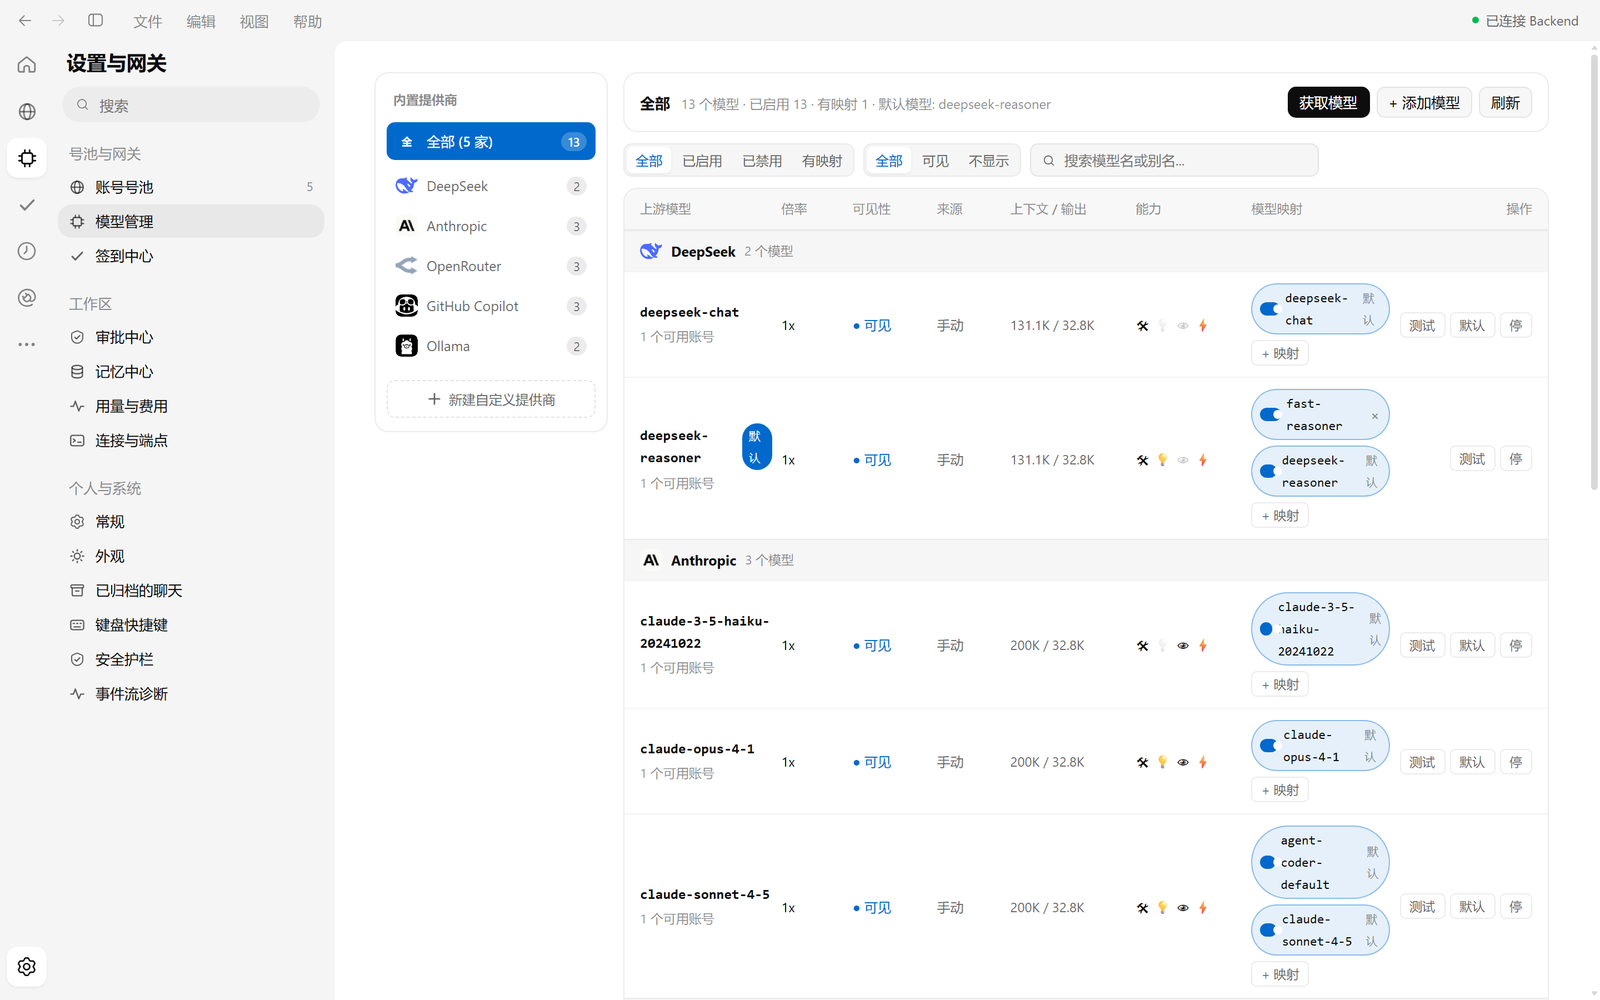 文件 编辑 视图 帮助
已连接 Backend
设置与网关
搜索
号池与网关
账号号池 5
模型管理
签到中心
工作区
审批中心
记忆中心
用量与费用
连接与端点
个人与系统
常规
外观
已归档的聊天
键盘快捷键
安全护栏
事件流诊断
内置提供商
全 全部 (5 家) 13
DeepSeek 2
Anthropic 3
OpenRouter 3
GitHub Copilot 3
Ollama 2
+ 新建自定义提供商
全部 13 个模型 · 已启用 13 · 有映射 1 · 默认模型: deepseek-reasoner
获取模型 + 添加模型 刷新
全部 已启用 已禁用 有映射 全部 可见 不显示 搜索模型名或别名...
上游模型 倍率 可见性 来源 上下文 / 输出 能力 模型映射 操作
DeepSeek 2 个模型
deepseek-chat
1 个可用账号
1x
可见
手动
131.1K / 32.8K
deepseek-
chat
默
认
+ 映射
测试 默认 停
deepseek-
reasoner
默
认
1 个可用账号
1x
可见
手动
131.1K / 32.8K
fast-
reasoner
×
deepseek-
reasoner
默
认
+ 映射
测试 停
Anthropic 3 个模型
claude-3-5-haiku-
20241022
1 个可用账号
1x
可见
手动
200K / 32.8K
claude-3-5-
haiku-
20241022
默
认
+ 映射
测试 默认 停
claude-opus-4-1
1 个可用账号
1x
可见
手动
200K / 32.8K
claude-
opus-4-1
默
认
+ 映射
测试 默认 停
claude-sonnet-4-5
1 个可用账号
1x
可见
手动
200K / 32.8K
agent-
coder-
default
默
认
claude-
sonnet-4-5
默
认
+ 映射
测试 默认 停